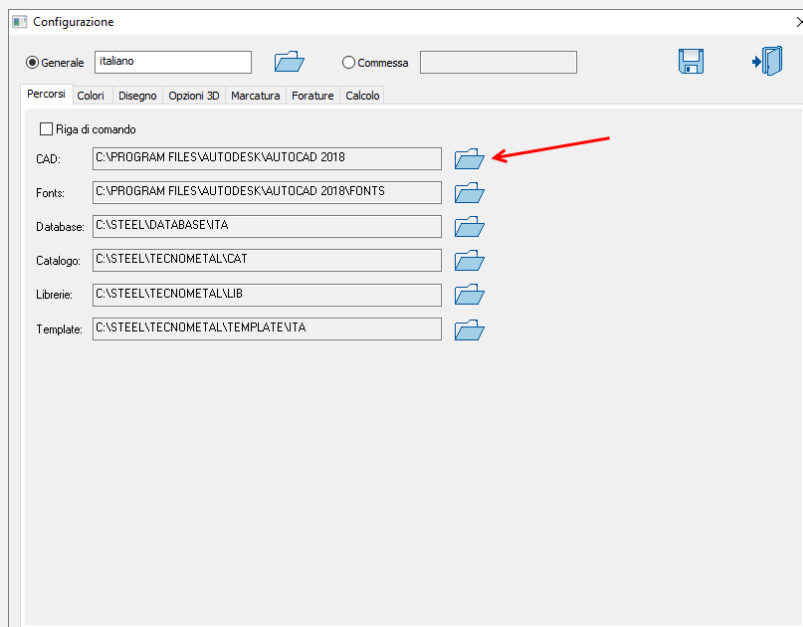 Configurazione
Generale italiano Commessa
Percorsi Colori Disegno Opzioni 3D Marcatura Forature Calcolo
Riga di comando
CAD: C:\PROGRAM FILES\AUTODESK\AUTOCAD 2018
Fonts: C:\PROGRAM FILES\AUTODESK\AUTOCAD 2018\FONTS
Database: C:\STEEL\DATABASE\ITA
Catalogo: C:\STEEL\TECNOMETAL\CAT
Librerie: C:\STEEL\TECNOMETAL\LIB
Template: C:\STEEL\TECNOMETAL\TEMPLATE\ITA